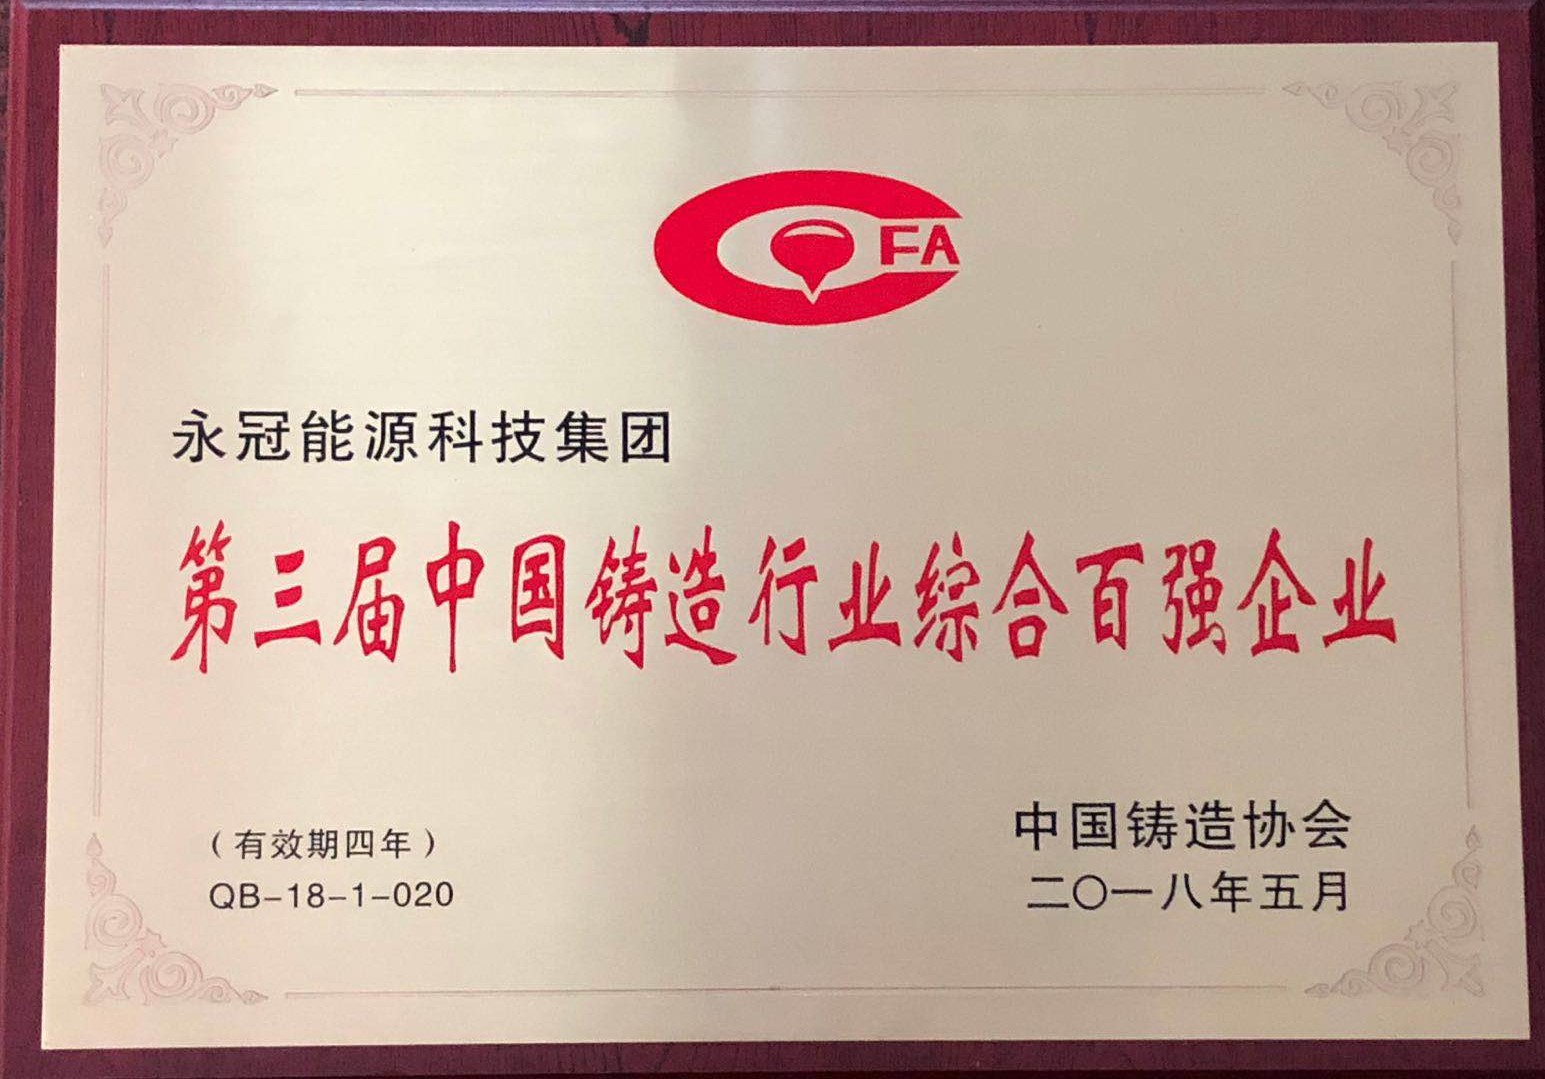 FA
永冠能源科技集团
第三届中国铸造行业综合百强企业
(有效期四年)
QB-18-1-020
中国铸造协会
二〇一八年五月